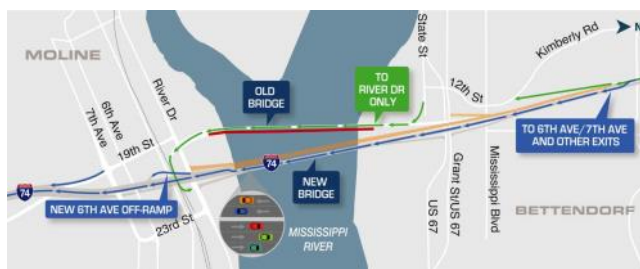 MOLINE
River Dr
6th Ave
7th Ave
19th St
OLD
BRIDGE
TO
RIVER DR
ONLY
State St
12th St
Kimberly Rd
N
TO 6TH AVE/7TH AVE
AND OTHER EXITS
74
NEW
BRIDGE
74
NEW 6TH AVE OFF-RAMP
23rd St
MISSISSIPPI
RIVER
Grant St/US 67
US 67
Mississippi Blvd
BETTENDORF